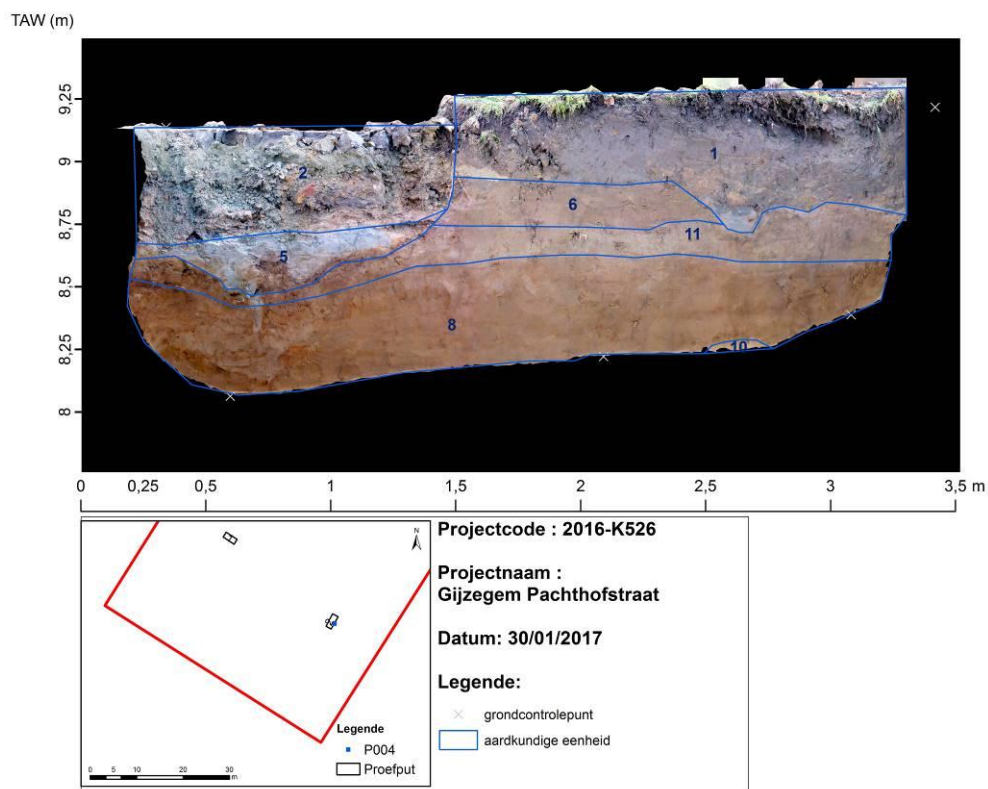 TAW (m)
9,25
9
8,75
8,5
8,25
8
1
2
6
11
5
8
10
0
0,25
0,5
1
1,5
2
2,5
3
3,5 m
N
Legende
P004
Proefput
0 5 10 20 30
m
Projectcode : 2016-K526
Projectnaam :
Gijzegem Pachthofstraat
Datum: 30/01/2017
Legende:
grondcontrolepunt
aardkundige eenheid